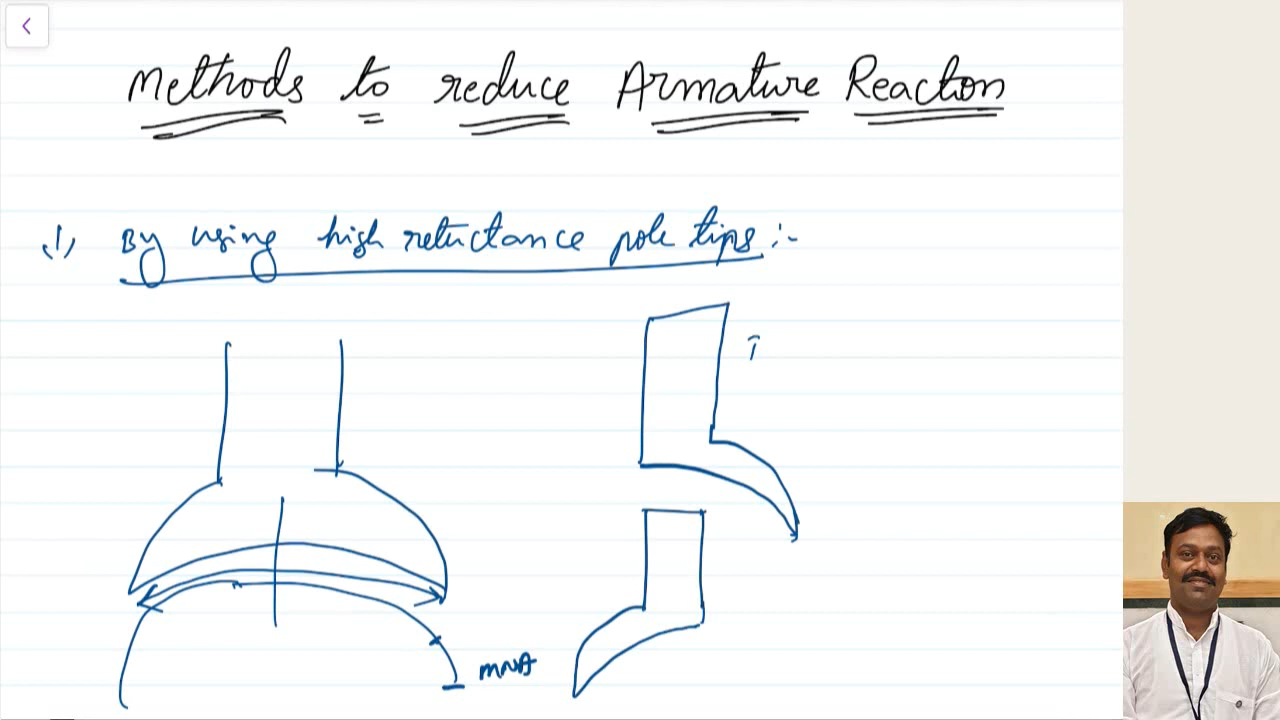 Methods to reduce Armature Reaction
(1) By using high reluctance pole tips :-
MNA